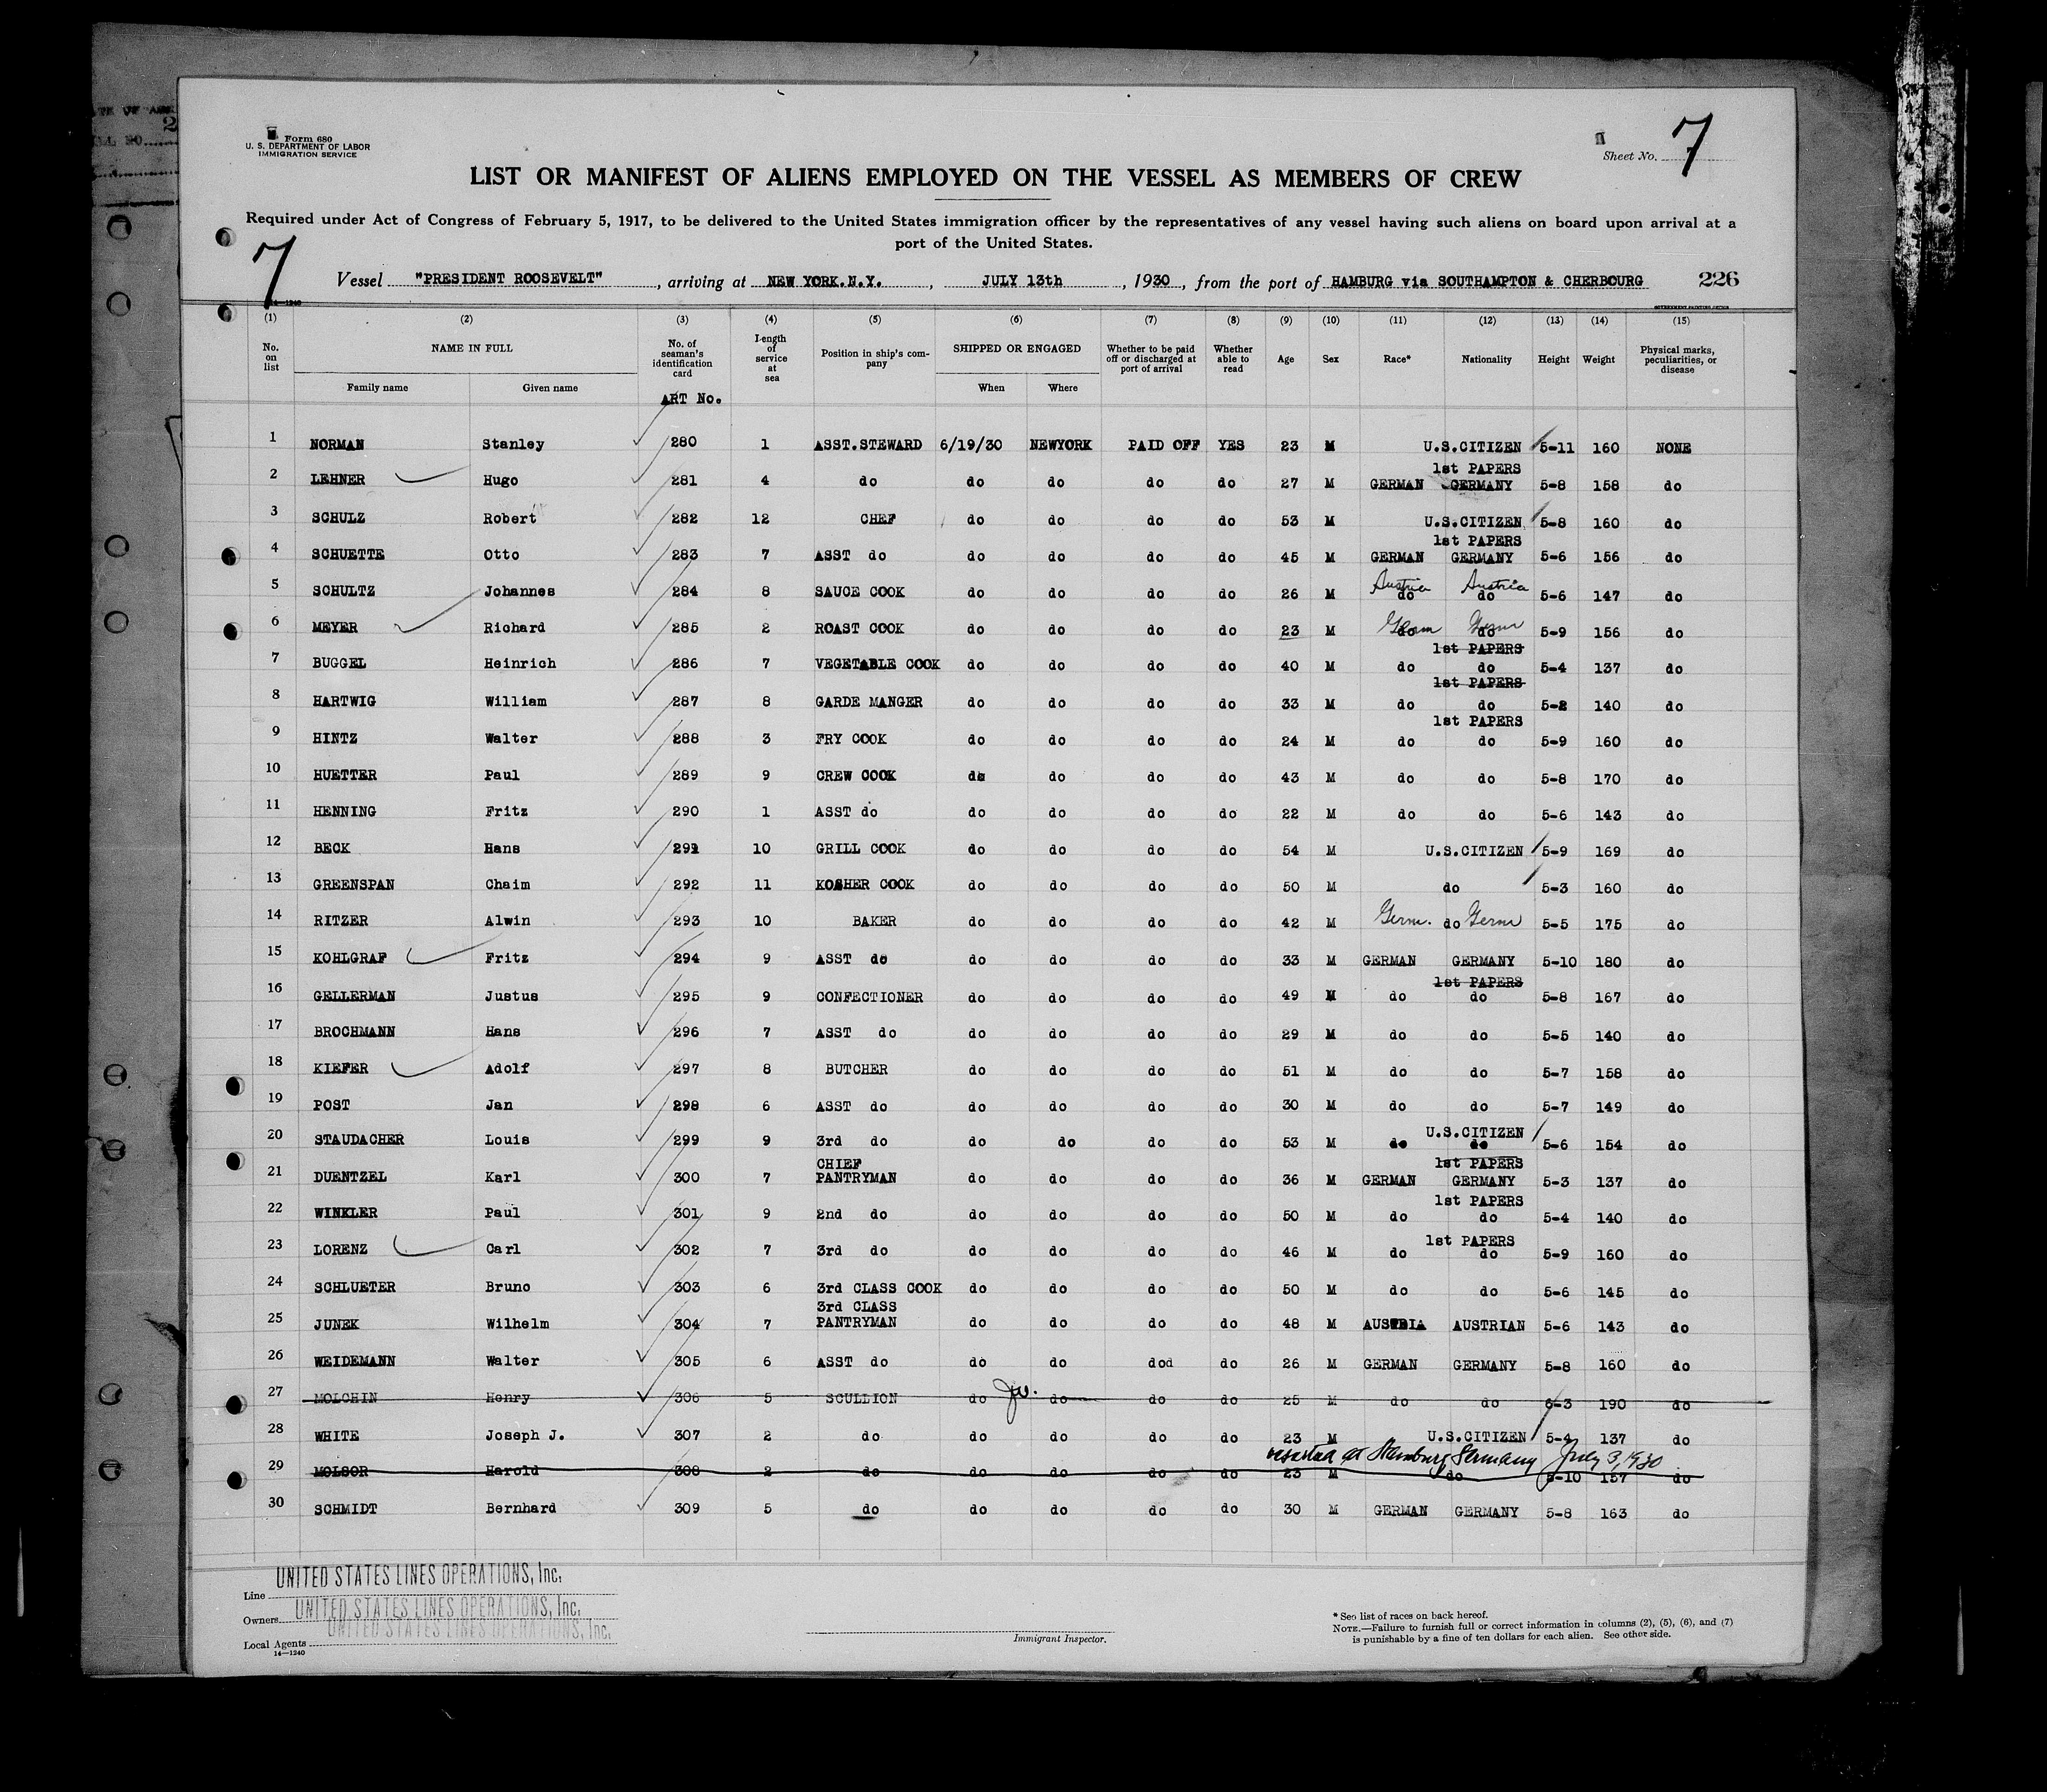 Form 680
U. S. DEPARTMENT OF LABOR
IMMIGRATION SERVICE
Sheet No. 7
LIST OR MANIFEST OF ALIENS EMPLOYED ON THE VESSEL AS MEMBERS OF CREW
Required under Act of Congress of February 5, 1917, to be delivered to the United States immigration officer by the representatives of any vessel having such aliens on board upon arrival at a
port of the United States.
7
Vessel "PRESIDENT ROOSEVELT", arriving at NEW YORK.N.Y., JULY 13th, 1930, from the port of HAMBURG via SOUTHAMPTON & CHERBOURG 226
(1) (2) (3) (4) (5) (6) (7) (8) (9) (10) (11) (12) (13) (14) (15)
No. on list NAME IN FULL Family name Given name No. of seaman's identification card Length of service at sea Position in ship's company SHIPPED OR ENGAGED When Where Whether to be paid off or discharged at port of arrival Whether able to read Age Sex Race* Nationality Height Weight Physical marks, peculiarities, or disease
ART No.
1 NORMAN Stanley 280 1 ASST.STEWARD 6/19/30 NEWYORK PAID OFF YES 23 M U.S.CITIZEN 5-11 160 NONE
1st PAPERS
2 LEHNER Hugo 281 4 do do do do do 27 M GERMAN GERMANY 5-8 158 do
3 SCHULZ Robert 282 12 CHEF do do do do 53 M U.S.CITIZEN 5-8 160 do
1st PAPERS
4 SCHUETTE Otto 283 7 ASST do do do do do 45 M GERMAN GERMANY 5-6 156 do
Austria Austria
5 SCHULTZ Johannes 284 8 SAUCE COOK do do do do 26 M do do 5-6 147 do
Germ Germ
6 MEYER Richard 285 2 ROAST COOK do do do do 23 M do do 5-9 156 do
1st PAPERS
7 BUGGEL Heinrich 286 7 VEGETABLE COOK do do do do 40 M do do 5-4 137 do
1st PAPERS
8 HARTWIG William 287 8 GARDE MANGER do do do do 33 M do do 5-2 140 do
1st PAPERS
9 HINTZ Walter 288 3 FRY COOK do do do do 24 M do do 5-9 160 do
10 HUETTER Paul 289 9 CREW COOK do do do do 43 M do do 5-8 170 do
11 HENNING Fritz 290 1 ASST do do do do do 22 M do do 5-6 143 do
12 BECK Hans 291 10 GRILL COOK do do do do 54 M U.S.CITIZEN 5-9 169 do
13 GREENSPAN Chaim 292 11 KOSHER COOK do do do do 50 M do 5-3 160 do
14 RITZER Alwin 293 10 BAKER do do do do 42 M Germ. do Germ 5-5 175 do
15 KOHLGRAF Fritz 294 9 ASST do do do do do 33 M GERMAN GERMANY 5-10 180 do
1st PAPERS
16 GELLERMAN Justus 295 9 CONFECTIONER do do do do 49 M do do 5-8 167 do
17 BROCHMANN Hans 296 7 ASST do do do do do 29 M do do 5-5 140 do
18 KIEFER Adolf 297 8 BUTCHER do do do do 51 M do do 5-7 158 do
19 POST Jan 298 6 ASST do do do do do 30 M do do 5-7 149 do
U.S.CITIZEN
20 STAUDACHER Louis 299 9 3rd do do do do do 53 M do do 5-6 154 do
CHIEF 1st PAPERS
21 DUENTZEL Karl 300 7 PANTRYMAN do do do do 36 M GERMAN GERMANY 5-3 137 do
1st PAPERS
22 WINKLER Paul 301 9 2nd do do do do do 50 M do do 5-4 140 do
1st PAPERS
23 LORENZ Carl 302 7 3rd do do do do do 46 M do do 5-9 160 do
24 SCHLUETER Bruno 303 6 3rd CLASS COOK do do do do 50 M do do 5-6 145 do
3rd CLASS
25 JUNEK Wilhelm 304 7 PANTRYMAN do do do do 48 M AUSTRIA AUSTRIAN 5-6 143 do
26 WEIDEMANN Walter 305 6 ASST do do do dod do 26 M GERMAN GERMANY 5-8 160 do
27 MOLCHIN Henry 306 5 SCULLION do do do do 25 M do do 6-3 190 do
28 WHITE Joseph J. 307 2 do do do do do 23 M U.S.CITIZEN 5-4 137 do
at Hamburg Germany July 3, 1930
29 MOLSOR Harold 308 2 do do do do do 23 M do 5-10 157 do
30 SCHMIDT Bernhard 309 5 do do do do do 30 M GERMAN GERMANY 5-8 163 do
Line UNITED STATES LINES OPERATIONS, Inc.
Owners UNITED STATES LINES OPERATIONS, Inc.
Local Agents UNITED STATES LINES OPERATIONS, Inc.
14—1240
Immigrant Inspector.
* See list of races on back hereof.
NOTE.—Failure to furnish full or correct information in columns (2), (5), (6), and (7)
is punishable by a fine of ten dollars for each alien. See other side.